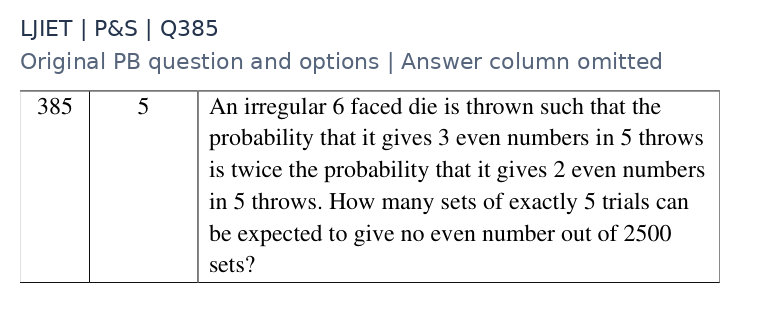 LJIET | P&S | Q385
Original PB question and options | Answer column omitted
385 5 An irregular 6 faced die is thrown such that the
probability that it gives 3 even numbers in 5 throws
is twice the probability that it gives 2 even numbers
in 5 throws. How many sets of exactly 5 trials can
be expected to give no even number out of 2500
sets?